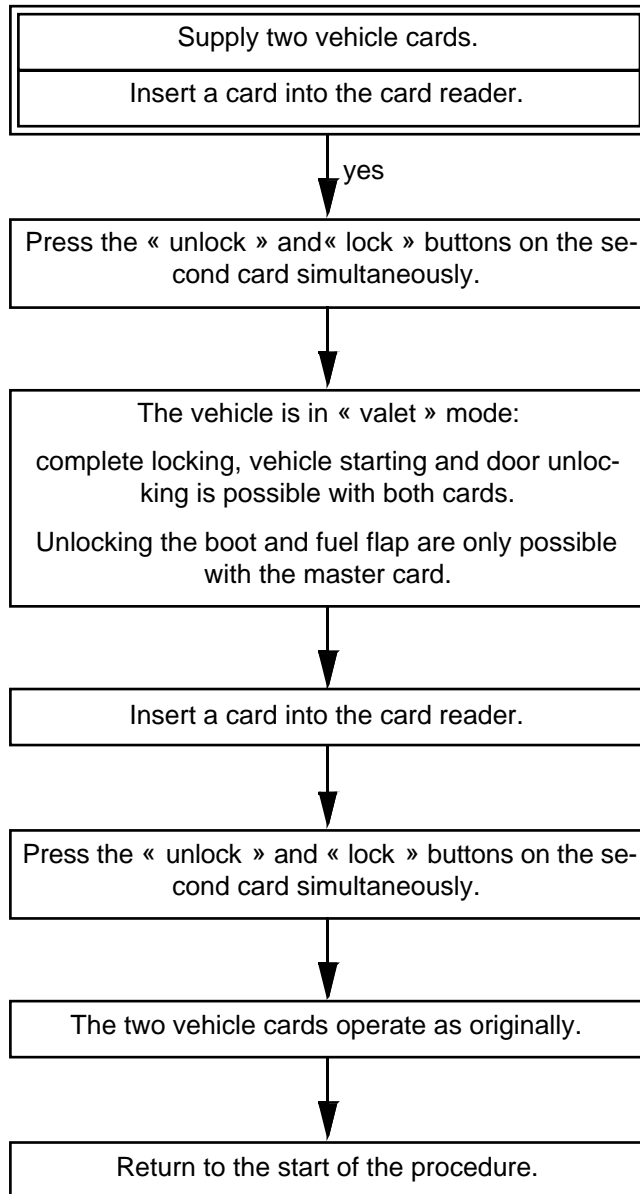 Supply two vehicle cards.
Insert a card into the card reader.
yes
Press the « unlock » and« lock » buttons on the se-
cond card simultaneously.
The vehicle is in « valet » mode:
complete locking, vehicle starting and door unloc-
king is possible with both cards.
Unlocking the boot and fuel flap are only possible
with the master card.
Insert a card into the card reader.
Press the « unlock » and « lock » buttons on the se-
cond card simultaneously.
The two vehicle cards operate as originally.
Return to the start of the procedure.